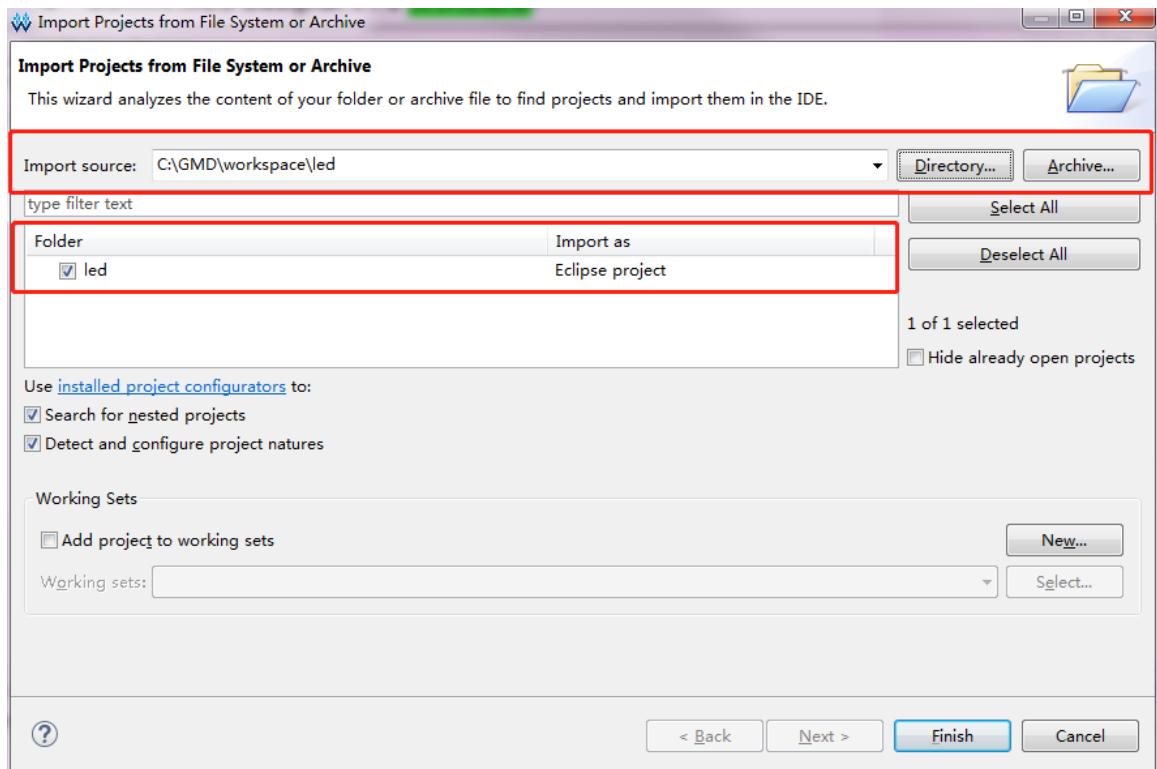 Import Projects from File System or Archive
Import Projects from File System or Archive
This wizard analyzes the content of your folder or archive file to find projects and import them in the IDE.
Import source: C:\GMD\workspace\led Directory... Archive...
type filter text Select All
Folder Import as
Deselect All
led Eclipse project
1 of 1 selected
Hide already open projects
Use installed project configurators to:
Search for nested projects
Detect and configure project natures
Working Sets
Add project to working sets New...
Working sets: Select...
? < Back Next > Finish Cancel